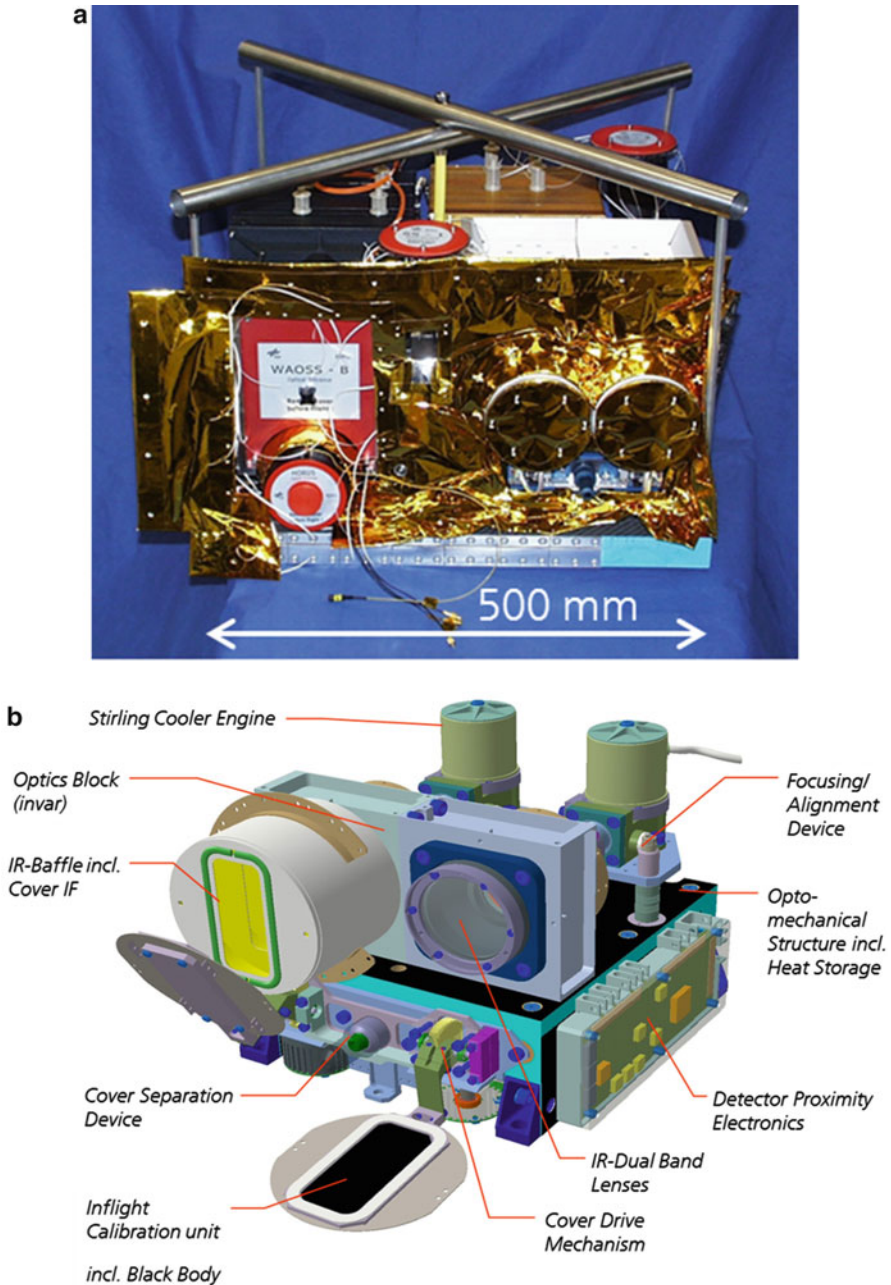 a
WAOSS - B
HORUS
500 mm
b
Stirling Cooler Engine
Optics Block
(invar)
IR-Baffle incl.
Cover IF
Focusing/
Alignment
Device
Opto-
mechanical
Structure incl.
Heat Storage
Cover Separation
Device
Detector Proximity
Electronics
IR-Dual Band
Lenses
Inflight
Calibration unit
incl. Black Body
Cover Drive
Mechanism